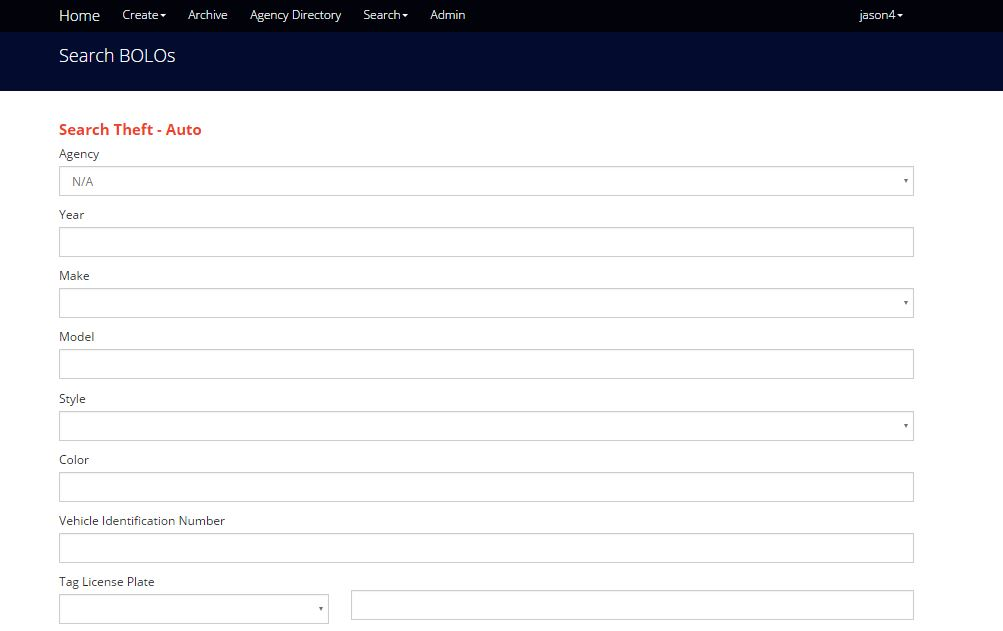 Home Create Archive Agency Directory Search Admin jason4
Search BOLOs
Search Theft - Auto
Agency
N/A
Year
Make
Model
Style
Color
Vehicle Identification Number
Tag License Plate